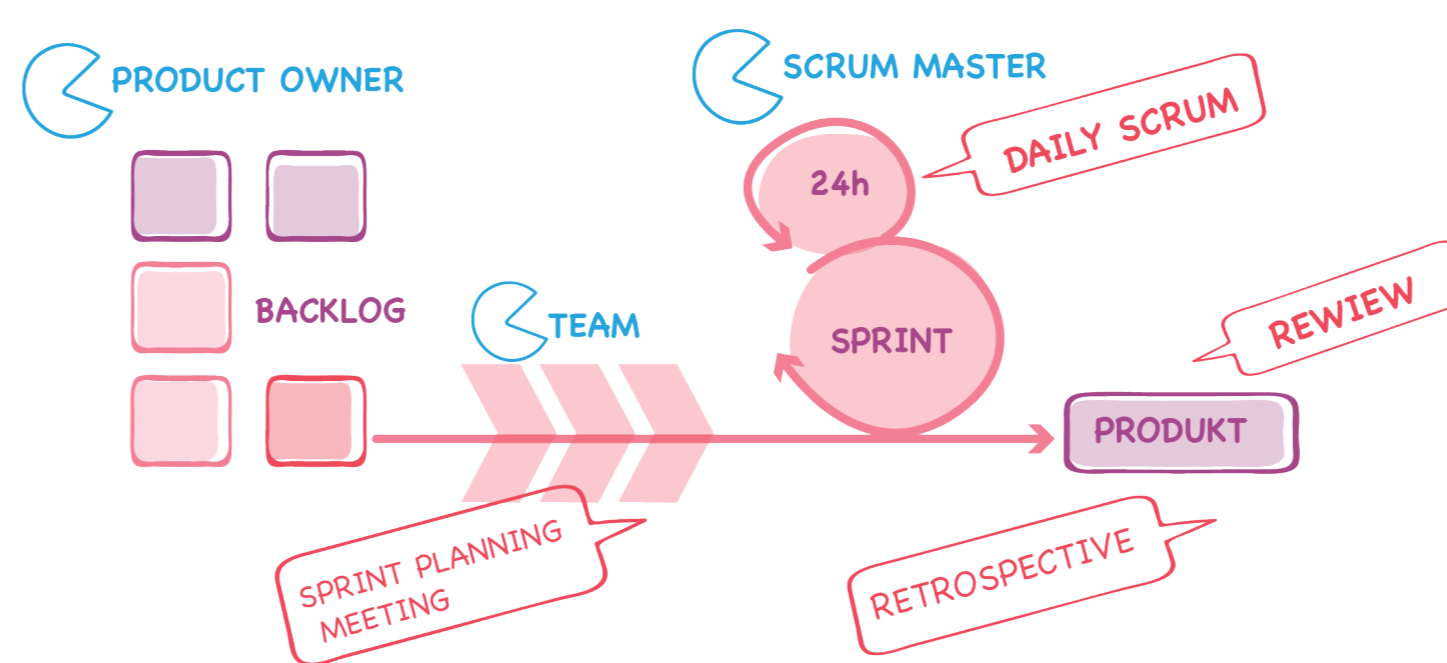 PRODUCT OWNER
SCRUM MASTER
DAILY SCRUM
24h
BACKLOG
TEAM
SPRINT
REWIEW
PRODUKT
SPRINT PLANNING
MEETING
RETROSPECTIVE